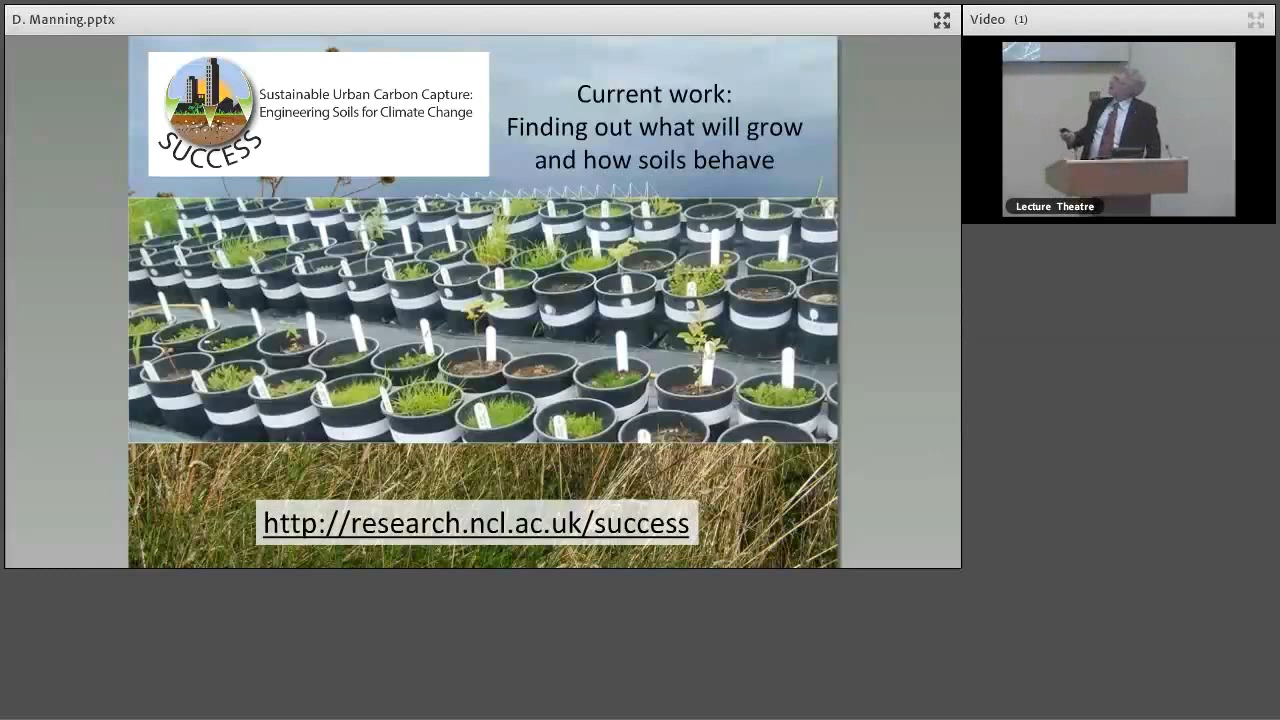 D. Manning.pptx
Video (1)
Sustainable Urban Carbon Capture:
Engineering Soils for Climate Change
SUCCESS
Current work:
Finding out what will grow
and how soils behave
http://research.ncl.ac.uk/success
Lecture Theatre